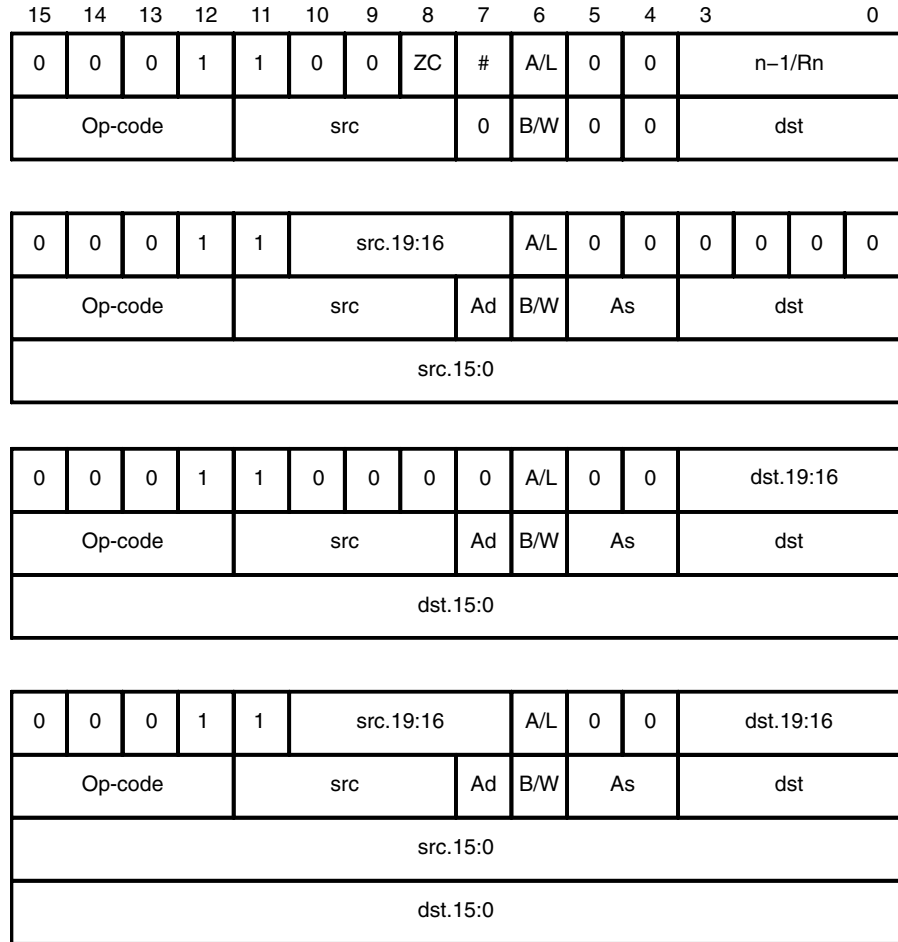 15 14 13 12 11 10 9 8 7 6 5 4 3 0
0 0 0 1 1 0 0 ZC # A/L 0 0 n−1/Rn
Op-code src 0 B/W 0 0 dst
0 0 0 1 1 src.19:16 A/L 0 0 0 0 0 0
Op-code src Ad B/W As dst
src.15:0
0 0 0 1 1 0 0 0 0 A/L 0 0 dst.19:16
Op-code src Ad B/W As dst
dst.15:0
0 0 0 1 1 src.19:16 A/L 0 0 dst.19:16
Op-code src Ad B/W As dst
src.15:0
dst.15:0